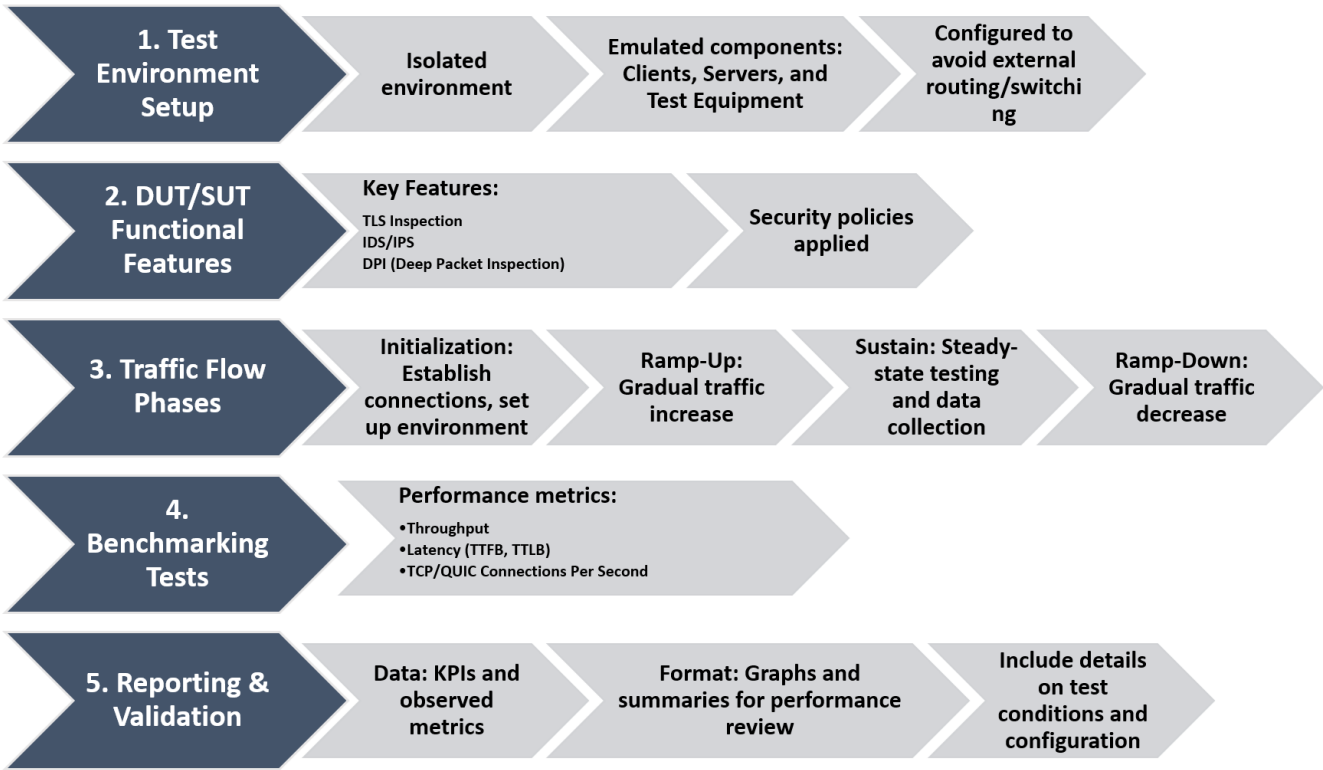 1. Test
Environment
Setup
Isolated
environment
Emulated components:
Clients, Servers, and
Test Equipment
Configured to
avoid external
routing/switchi
ng
2. DUT/SUT
Functional
Features
Key Features:
TLS Inspection
IDS/IPS
DPI (Deep Packet Inspection)
Security policies
applied
3. Traffic Flow
Phases
Initialization:
Establish
connections, set
up environment
Ramp-Up:
Gradual traffic
increase
Sustain: Steady-
state testing
and data
collection
Ramp-Down:
Gradual traffic
decrease
4.
Benchmarking
Tests
Performance metrics:
•Throughput
•Latency (TTFB, TTLB)
•TCP/QUIC Connections Per Second
5. Reporting &
Validation
Data: KPIs and
observed
metrics
Format: Graphs and
summaries for performance
review
Include details
on test
conditions and
configuration